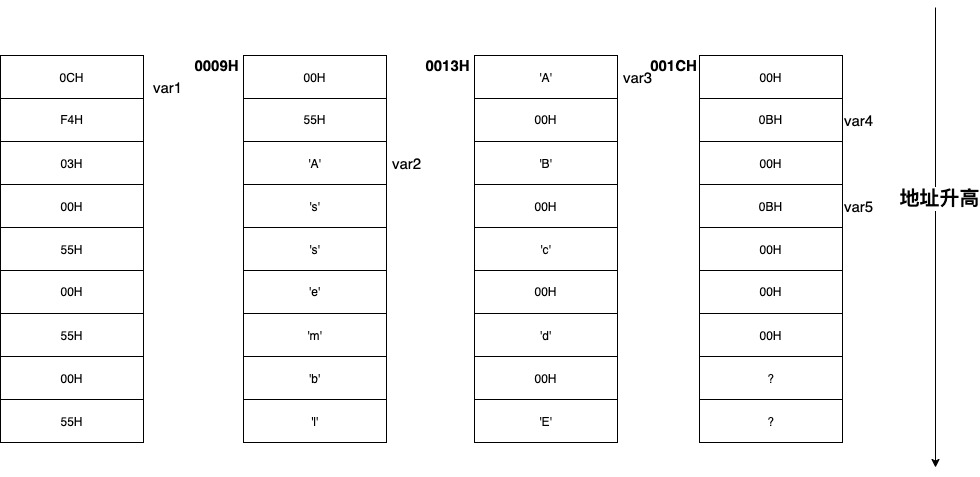 0CH
F4H
03H
00H
55H
00H
55H
00H
55H
var1
0009H
00H
55H
'A'
's'
's'
'e'
'm'
'b'
'l'
var2
0013H
'A'
00H
'B'
00H
'c'
00H
'd'
00H
'E'
var3
001CH
00H
0BH
00H
0BH
00H
00H
00H
?
?
var4
var5
地址升高